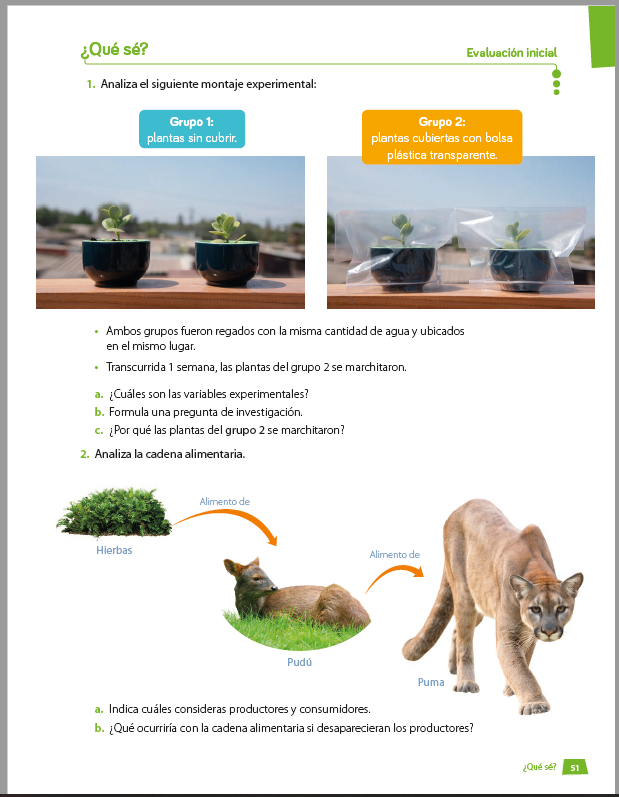 ¿Qué sé?
Evaluación inicial
1. Analiza el siguiente montaje experimental:
Grupo 1:
plantas sin cubrir.
Grupo 2:
plantas cubiertas con bolsa
plástica transparente.
• Ambos grupos fueron regados con la misma cantidad de agua y ubicados
en el mismo lugar.
• Transcurrida 1 semana, las plantas del grupo 2 se marchitaron.
a. ¿Cuáles son las variables experimentales?
b. Formula una pregunta de investigación.
c. ¿Por qué las plantas del grupo 2 se marchitaron?
2. Analiza la cadena alimentaria.
Alimento de
Hierbas
Alimento de
Pudú
Puma
a. Indica cuáles consideras productores y consumidores.
b. ¿Qué ocurriría con la cadena alimentaria si desaparecieran los productores?
¿Qué sé? 51